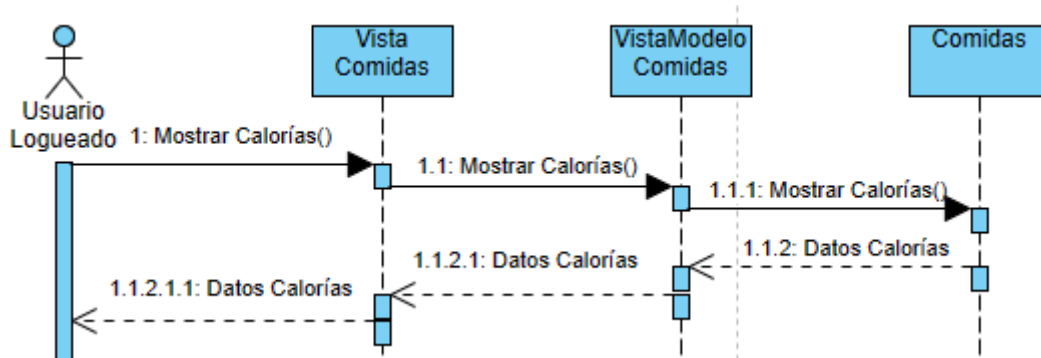 Vista
Comidas
VistaModelo
Comidas
Comidas
Usuario
Logueado
1: Mostrar Calorías()
1.1: Mostrar Calorías()
1.1.1: Mostrar Calorías()
1.1.2: Datos Calorías
1.1.2.1: Datos Calorías
1.1.2.1.1: Datos Calorías